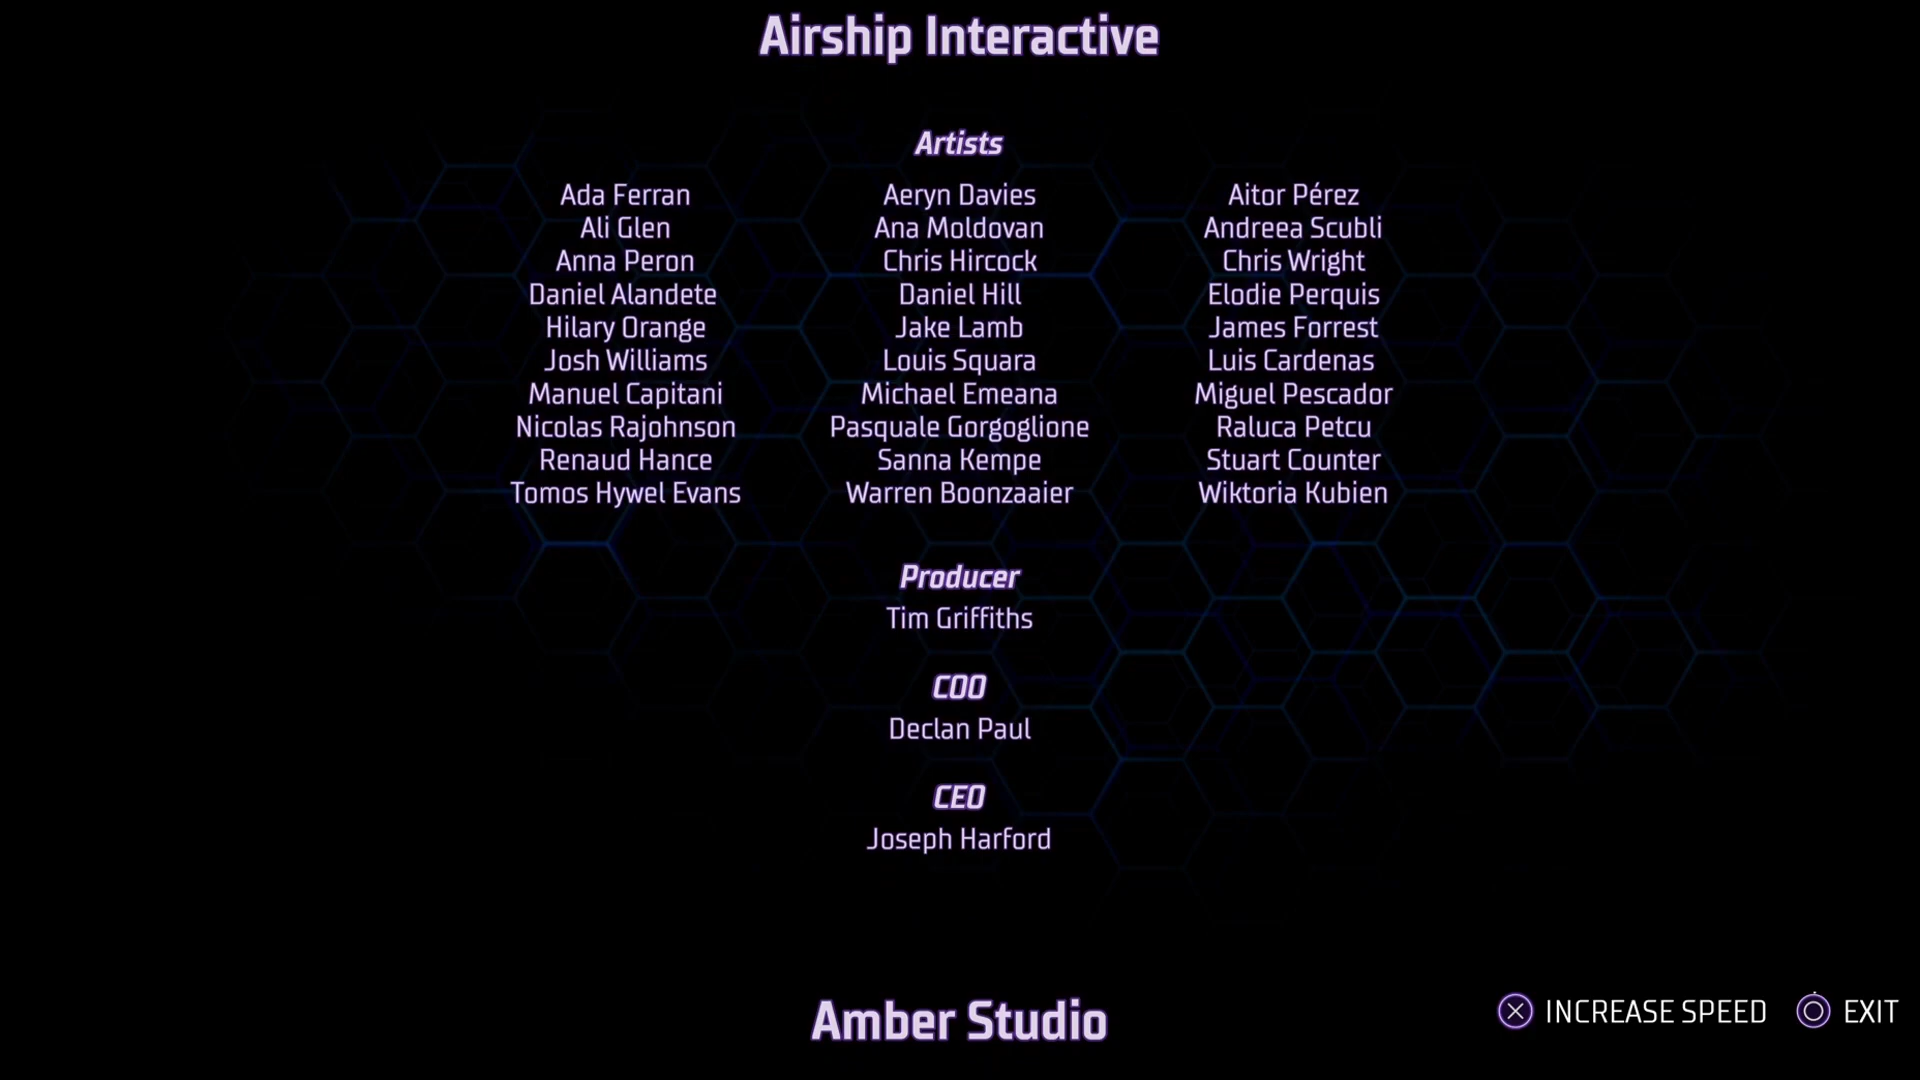 Airship Interactive
Artists
Ada Ferran Aeryn Davies Aitor Pérez
Ali Glen Ana Moldovan Andreea Scubli
Anna Peron Chris Hircock Chris Wright
Daniel Alandete Daniel Hill Elodie Perquis
Hilary Orange Jake Lamb James Forrest
Josh Williams Louis Squara Luis Cardenas
Manuel Capitani Michael Emeana Miguel Pescador
Nicolas Rajohnson Pasquale Gorgoglione Raluca Petcu
Renaud Hance Sanna Kempe Stuart Counter
Tomos Hywel Evans Warren Boonzaaier Wiktoria Kubien
Producer
Tim Griffiths
COO
Declan Paul
CEO
Joseph Harford
Amber Studio
INCREASE SPEED EXIT